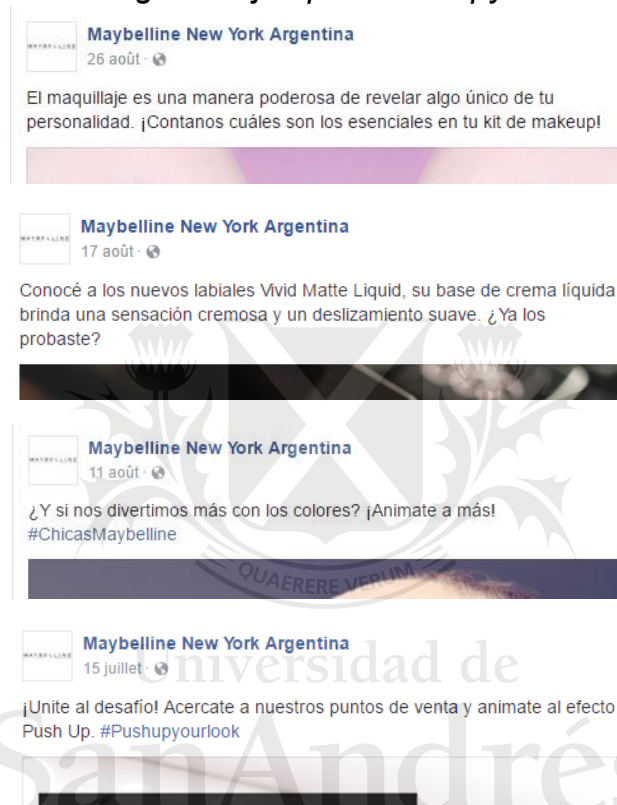 Maybelline New York Argentina
26 août ·
El maquillaje es una manera poderosa de revelar algo único de tu
personalidad. ¡Contanos cuáles son los esenciales en tu kit de makeup!
MAYBELLINE
Maybelline New York Argentina
17 août ·
Conocé a los nuevos labiales Vivid Matte Liquid, su base de crema líquida
brinda una sensación cremosa y un deslizamiento suave. ¿Ya los
probaste?
MAYBELLINE
Maybelline New York Argentina
11 août ·
¿Y si nos divertimos más con los colores? ¡Animate a más!
#ChicasMaybelline
QUAERERE VERUM
MAYBELLINE
Maybelline New York Argentina
15 juillet ·
Universidad de
¡Unite al desafío! Acercate a nuestros puntos de venta y animate al efecto
Push Up. #Pushupyourlook
SanAndrés